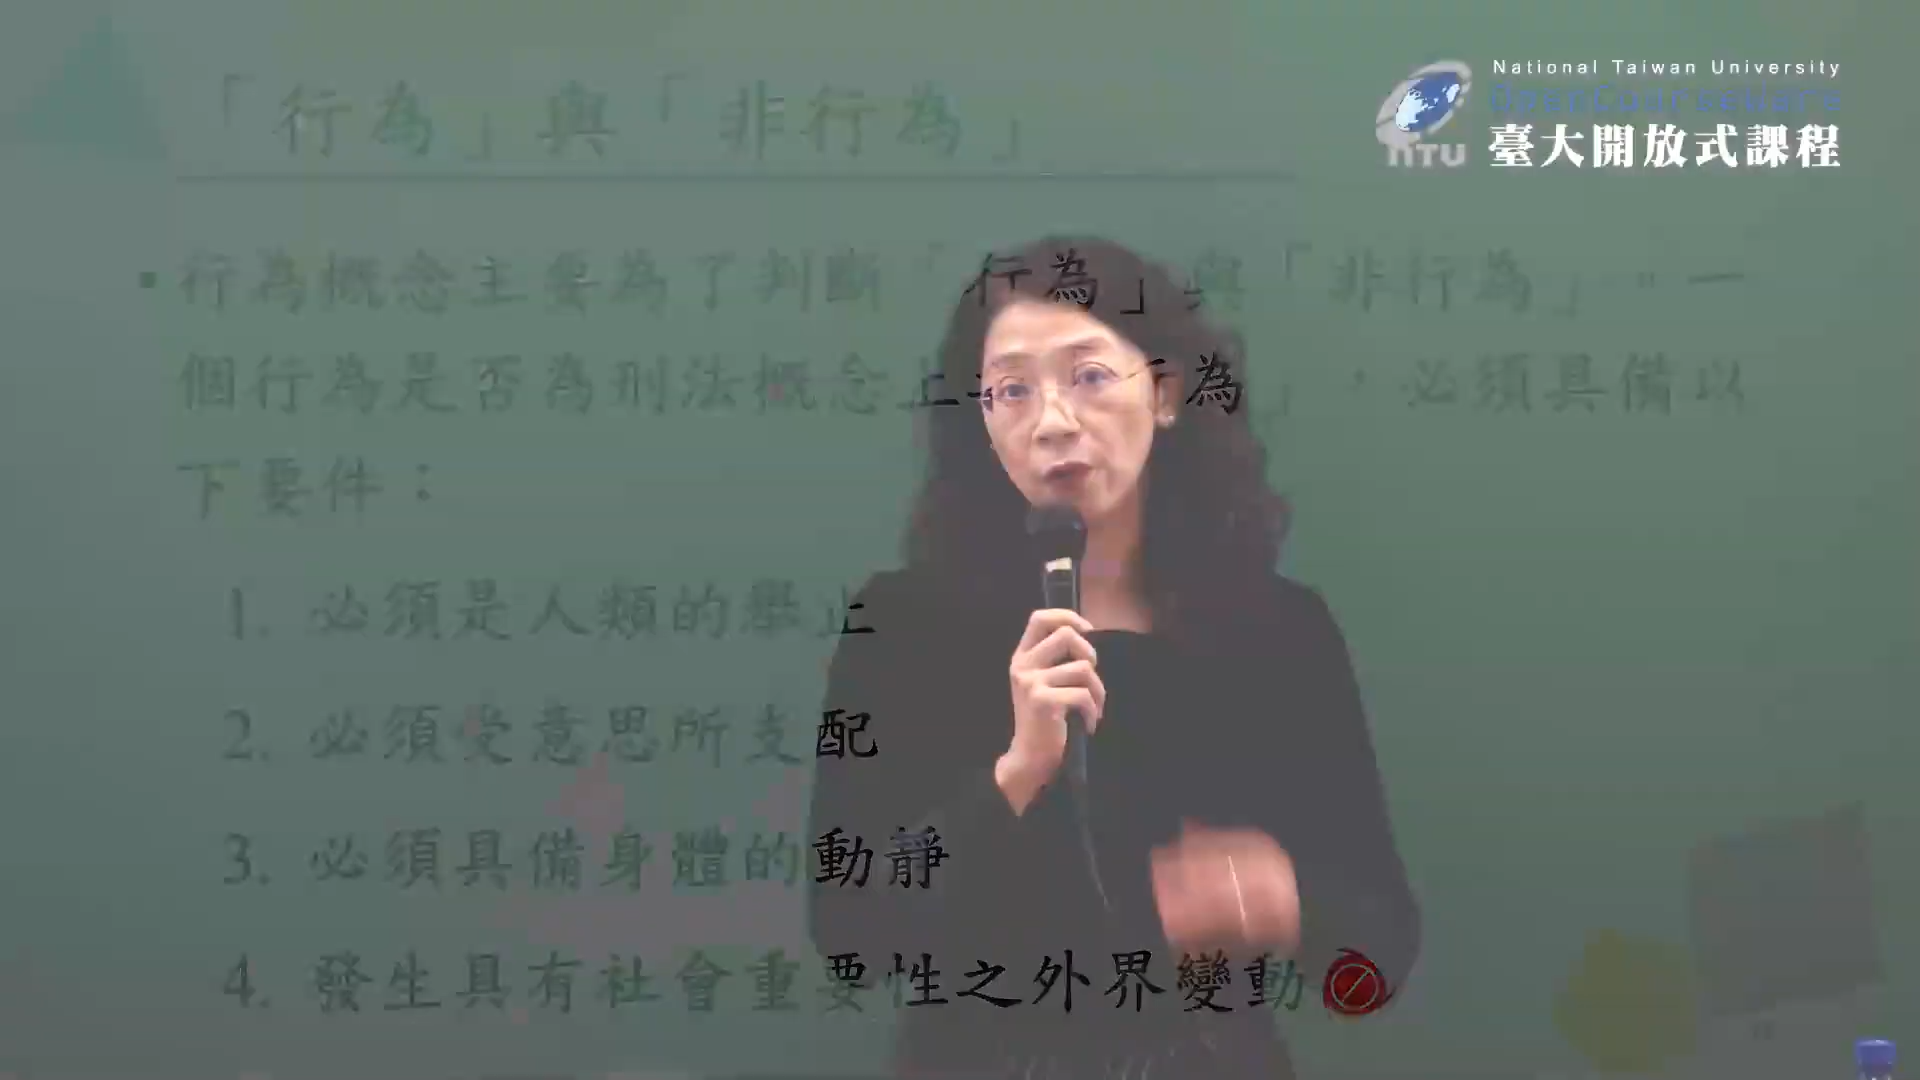 National Taiwan University
OpenCourseWare
NTU 臺大開放式課程
「行為」與「非行為」
▪ 行為概念主要為了判斷「行為」與「非行為」。一
個行為是否為刑法概念上之「行為」，必須具備以
下要件：
1. 必須是人類的舉止
2. 必須受意思所支配
3. 必須具備身體的動靜
4. 發生具有社會重要性之外界變動